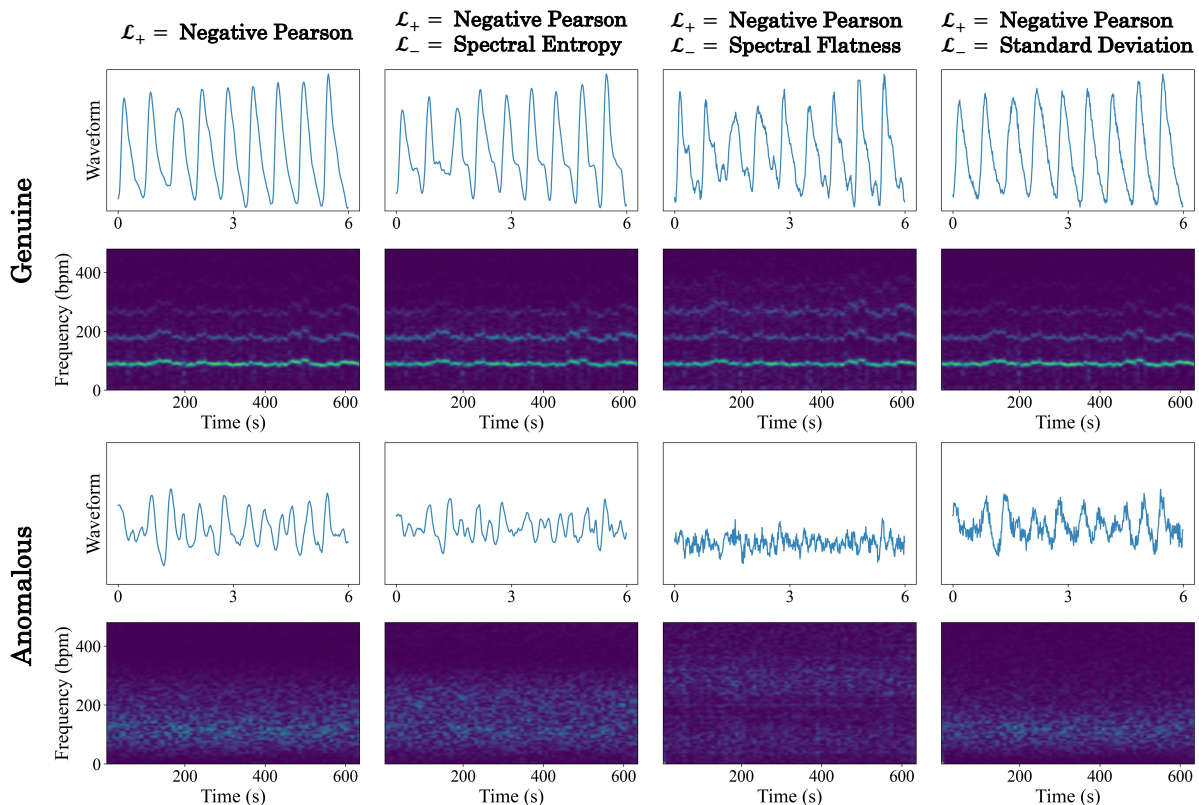 ℒ₊ = Negative Pearson
ℒ₊ = Negative Pearson
ℒ₋ = Spectral Entropy
ℒ₊ = Negative Pearson
ℒ₋ = Spectral Flatness
ℒ₊ = Negative Pearson
ℒ₋ = Standard Deviation
Genuine
Waveform
0 3 6
0 3 6
0 3 6
0 3 6
Frequency (bpm)
400
200
0
200 400 600
200 400 600
200 400 600
200 400 600
Time (s)
Time (s)
Time (s)
Time (s)
Anomalous
Waveform
0 3 6
0 3 6
0 3 6
0 3 6
Frequency (bpm)
400
200
0
200 400 600
200 400 600
200 400 600
200 400 600
Time (s)
Time (s)
Time (s)
Time (s)